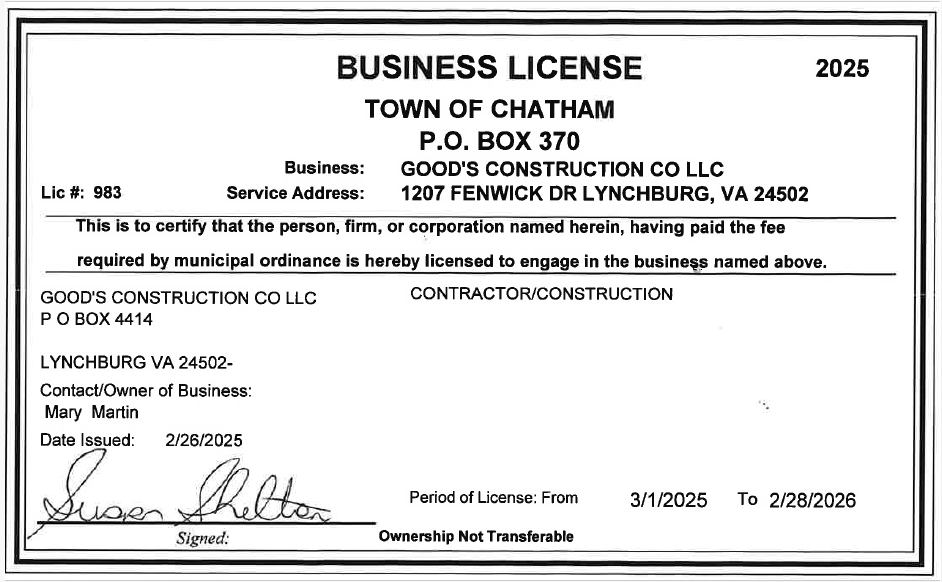 BUSINESS LICENSE 2025
TOWN OF CHATHAM
P.O. BOX 370
Business: GOOD'S CONSTRUCTION CO LLC
Lic #: 983 Service Address: 1207 FENWICK DR LYNCHBURG, VA 24502
This is to certify that the person, firm, or corporation named herein, having paid the fee
required by municipal ordinance is hereby licensed to engage in the business named above.
GOOD'S CONSTRUCTION CO LLC CONTRACTOR/CONSTRUCTION
P O BOX 4414
LYNCHBURG VA 24502-
Contact/Owner of Business:
Mary Martin
Date Issued: 2/26/2025
Susan Shelton
Period of License: From 3/1/2025 To 2/28/2026
Signed: Ownership Not Transferable